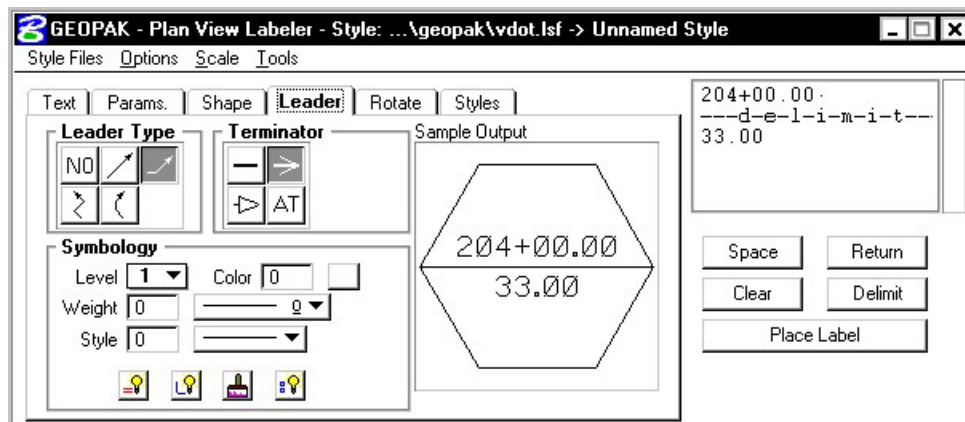 GEOPAK - Plan View Labeler - Style: ...\geopak\vdot.lsf -> Unnamed Style
Style Files Options Scale Tools
Text Params. Shape Leader Rotate Styles
Leader Type
NO
Terminator
AT
Sample Output
204+00.00
33.00
Symbology
Level 1 Color 0
Weight 0 0
Style 0
204+00.00·
---d-e-l-i-m-i-t---
33.00
Space Return
Clear Delimit
Place Label